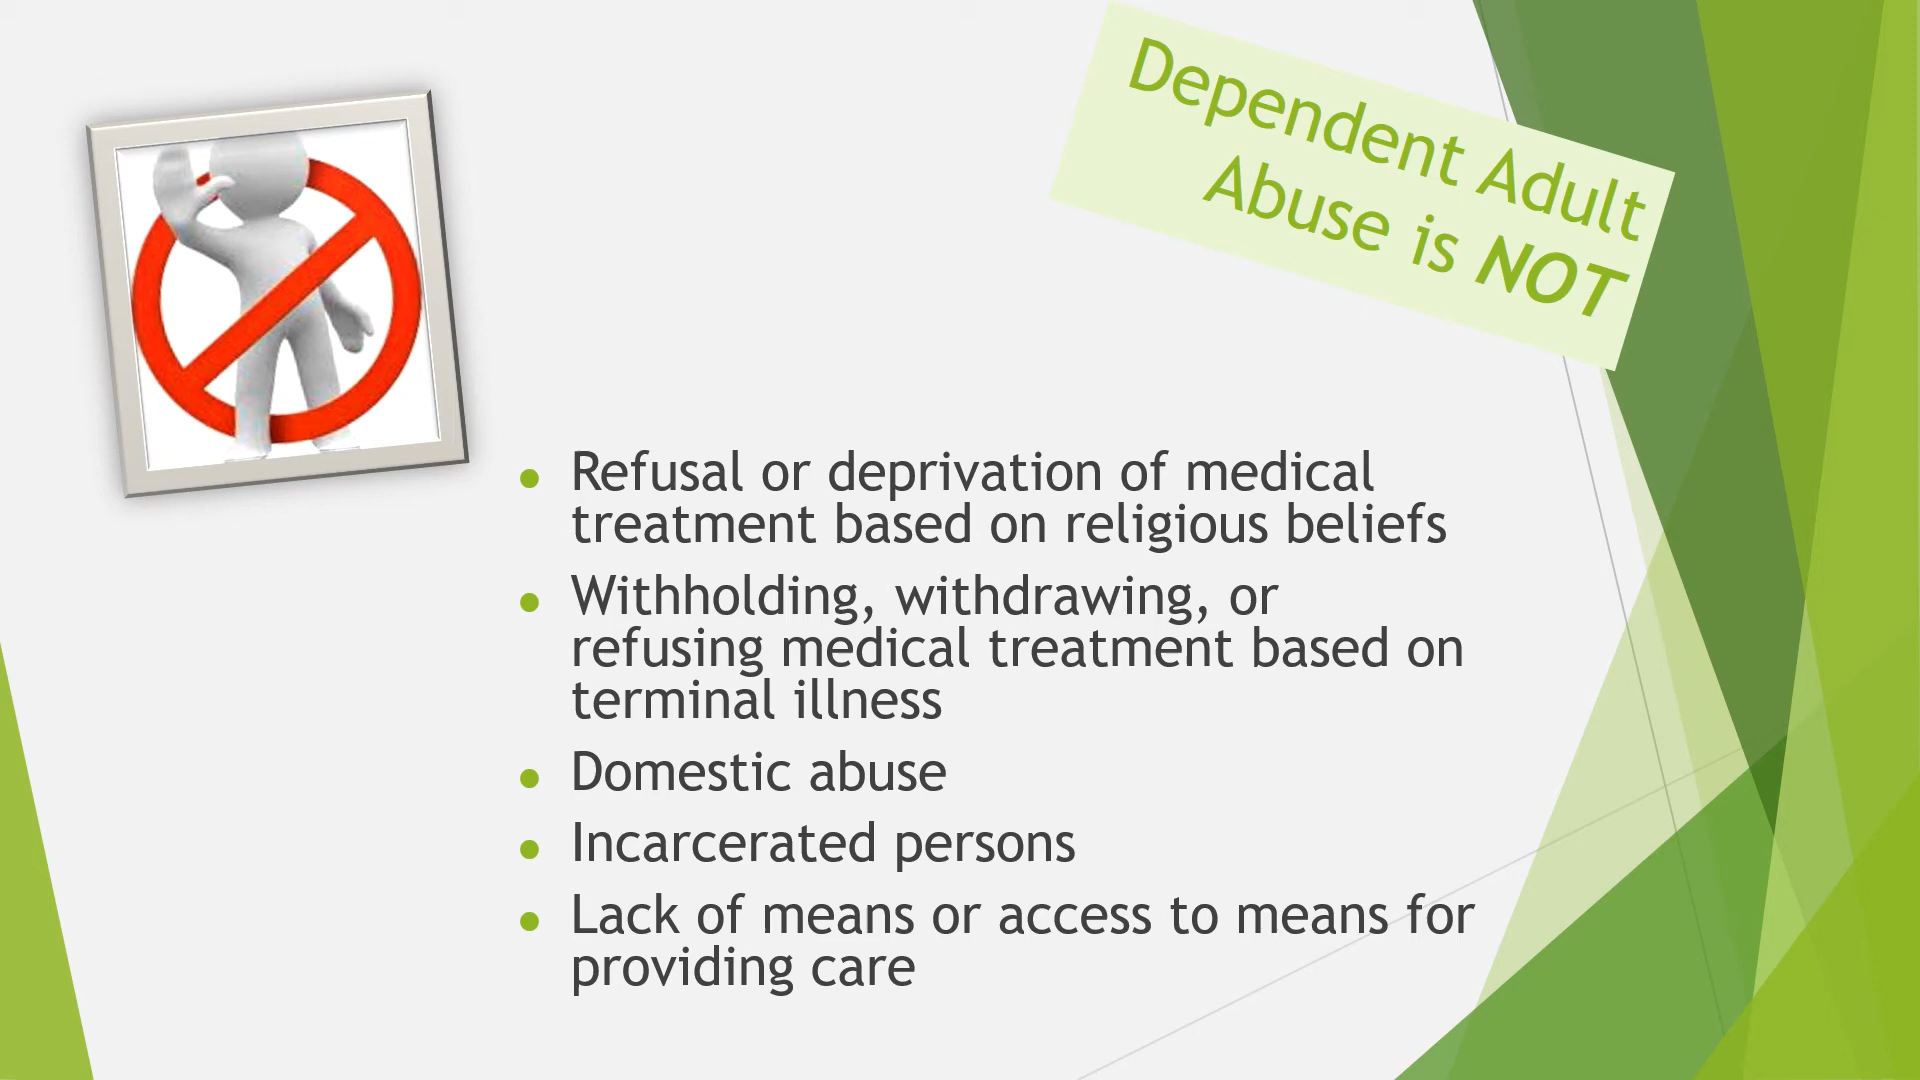 Dependent Adult
Abuse is NOT
● Refusal or deprivation of medical
treatment based on religious beliefs
● Withholding, withdrawing, or
refusing medical treatment based on
terminal illness
● Domestic abuse
● Incarcerated persons
● Lack of means or access to means for
providing care